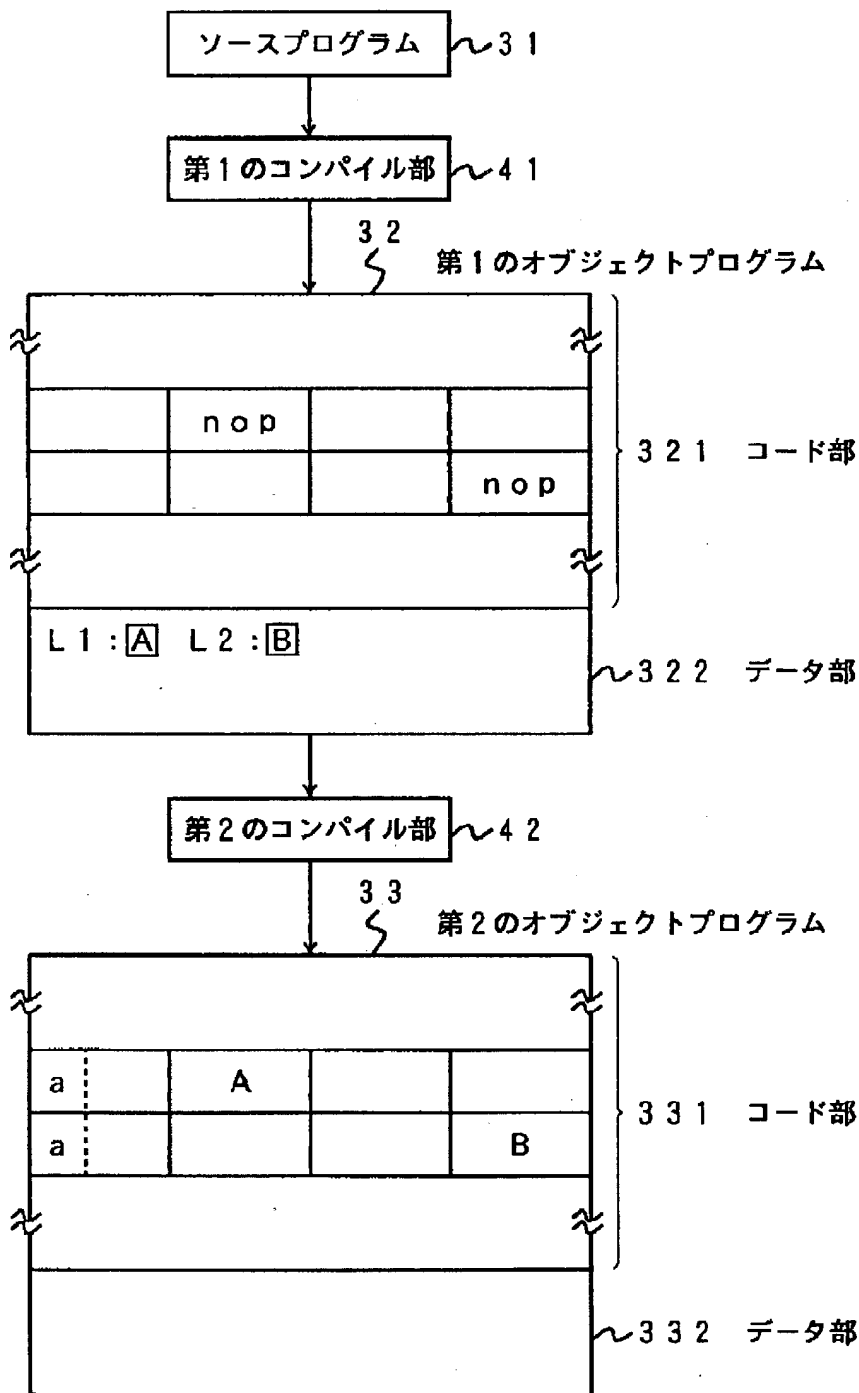 ソースプログラム 31
第1のコンパイル部 41
32
第1のオブジェクトプログラム
nop
nop
321 コード部
L1:A L2:B
322 データ部
第2のコンパイル部 42
33
第2のオブジェクトプログラム
a A
a B
331 コード部
332 データ部